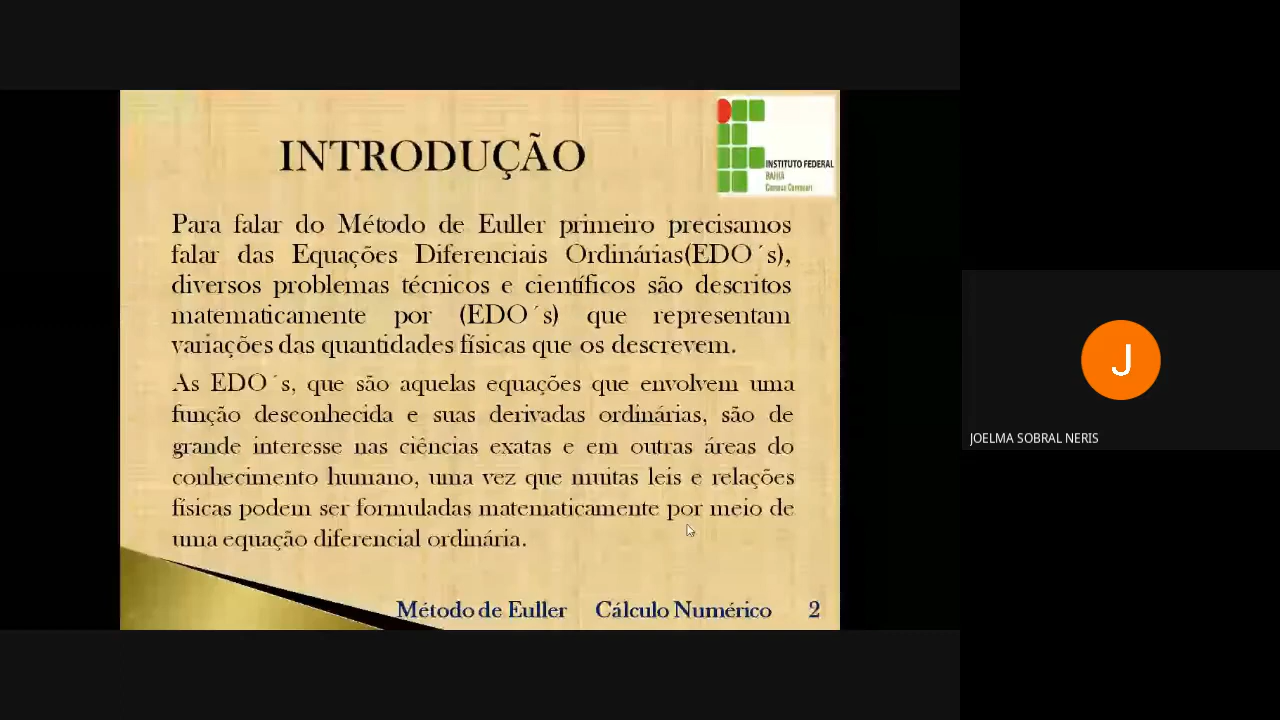 INTRODUÇÃO
INSTITUTO FEDERAL
BAHIA
Campus Camaçari
Para falar do Método de Euller primeiro precisamos
falar das Equações Diferenciais Ordinárias(EDO´s),
diversos problemas técnicos e científicos são descritos
matematicamente por (EDO´s) que representam
variações das quantidades físicas que os descrevem.
As EDO´s, que são aquelas equações que envolvem uma
função desconhecida e suas derivadas ordinárias, são de
grande interesse nas ciências exatas e em outras áreas do
conhecimento humano, uma vez que muitas leis e relações
físicas podem ser formuladas matematicamente por meio de
uma equação diferencial ordinária.
Método de Euller Cálculo Numérico 2
J
JOELMA SOBRAL NERIS